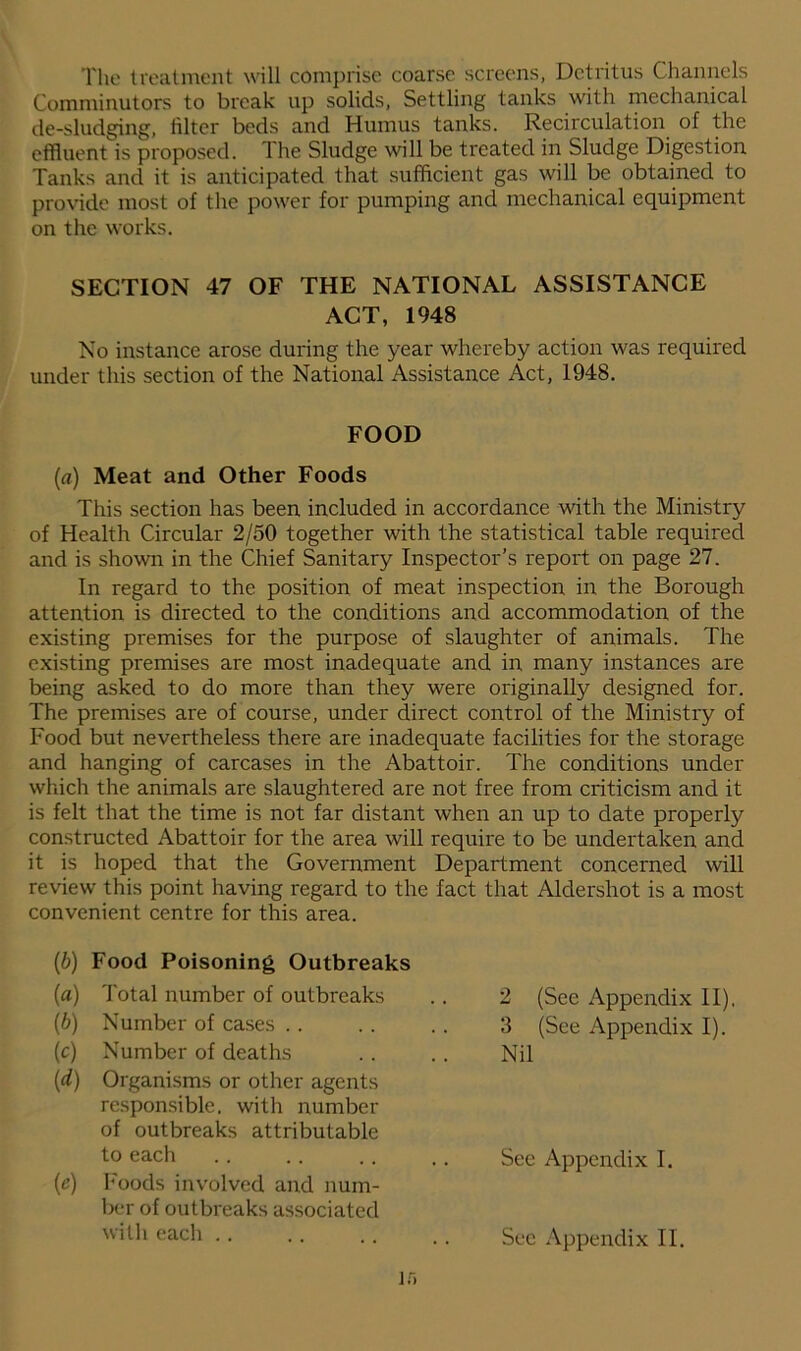 The treatment will comprise coarse screens, Detritus Channels
Comminutors to break up solids, Settling tanks with mechanical
de-sludging, filter beds and Humus tanks. Recirculation of the
effluent is proposed. The Sludge will be treated in Sludge Digestion
Tanks and it is anticipated that sufficient gas will be obtained to
provide most of the power for pumping and mechanical equipment
on the works.
SECTION 47 OF THE NATIONAL ASSISTANCE
ACT, 1948
No instance arose during the year whereby action was required
under this section of the National Assistance Act, 1948.
FOOD
(a) Meat and Other Foods
This section has been included in accordance with the Ministry
of Health Circular 2/50 together with the statistical table required
and is shown in the Chief Sanitary Inspector's report on page 27.
In regard to the position of meat inspection in the Borough
attention is directed to the conditions and accommodation of the
existing premises for the purpose of slaughter of animals. The
existing premises are most inadequate and in many instances are
being asked to do more than they were originally designed for.
The premises are of course, under direct control of the Ministry of
Food but nevertheless there are inadequate facilities for the storage
and hanging of carcases in the Abattoir. The conditions under
which the animals are slaughtered are not free from criticism and it
is felt that the time is not far distant when an up to date properly
constructed Abattoir for the area will require to be undertaken and
it is hoped that the Government Department concerned will
review this point having regard to the fact that Aldershot is a most
convenient centre for this area.
(b) Food Poisoning Outbreaks
(a) Total number of outbreaks .. 2 (See Appendix II).
(b) Number of cases .. .. .. 3 (See Appendix I).
(c) Number of deaths .. .. Nil
(d) Organisms or other agents
responsible, with number
of outbreaks attributable
to each .. .. .. .. See Appendix I.
(e) Foods involved and num-
ber of outbreaks associated
with each .. .. .. .. See Appendix II.
15